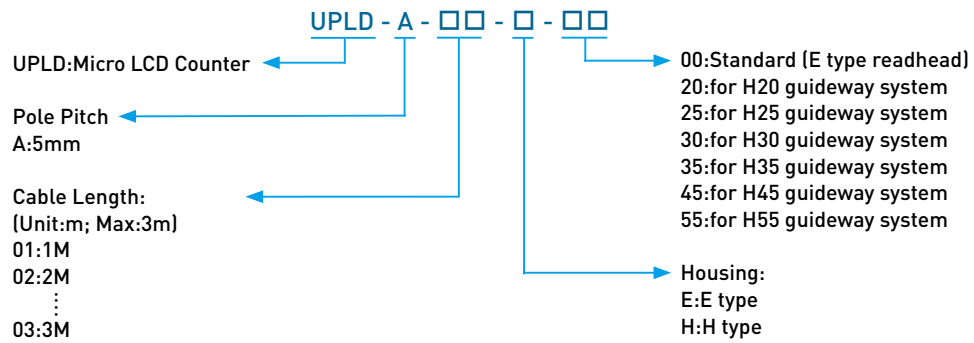 UPLD - A - □□ - □ - □□
UPLD:Micro LCD Counter
Pole Pitch
A:5mm
Cable Length:
(Unit:m; Max:3m)
01:1M
02:2M
⋮
03:3M
00:Standard (E type readhead)
20:for H20 guideway system
25:for H25 guideway system
30:for H30 guideway system
35:for H35 guideway system
45:for H45 guideway system
55:for H55 guideway system
Housing:
E:E type
H:H type